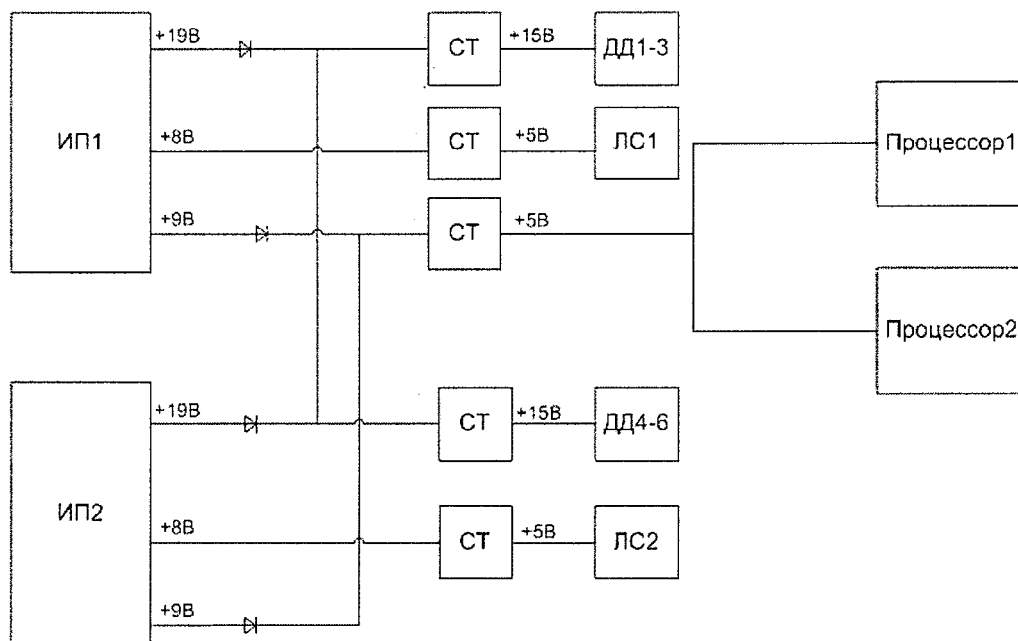 +19В
СТ
+15В
ДД1-3
ИП1
+8В
СТ
+5В
ЛС1
Процессор1
+9В
СТ
+5В
Процессор2
+19В
СТ
+15В
ДД4-6
ИП2
+8В
СТ
+5В
ЛС2
+9В